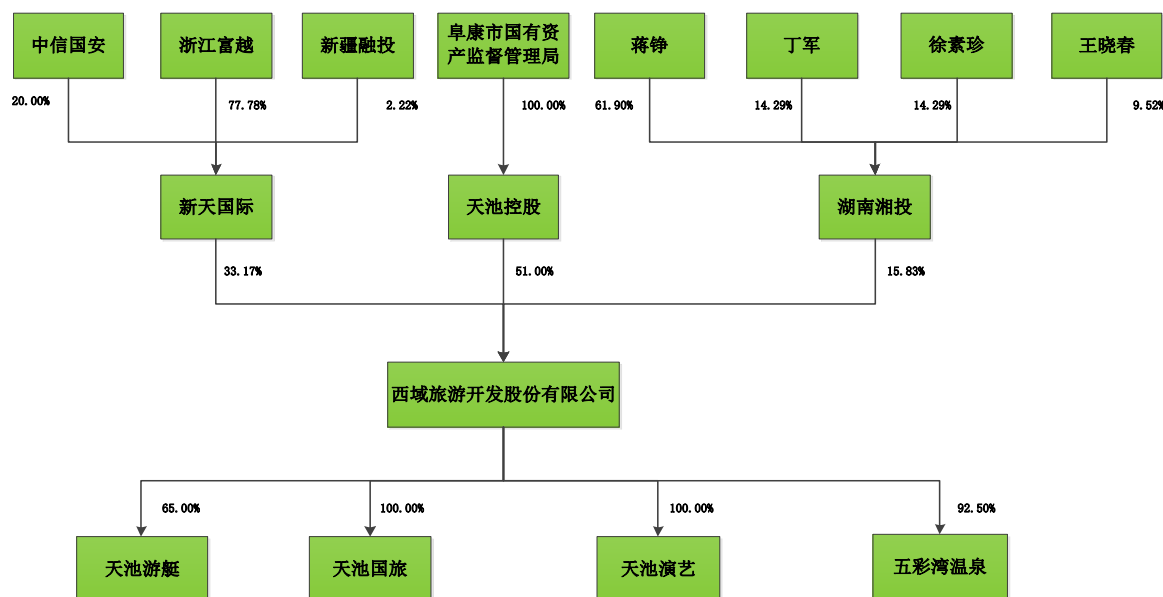 中信国安
浙江富越
新疆融投
阜康市国有资
产监督管理局
蒋铮
丁军
徐素珍
王晓春
20.00%
77.78%
2.22%
100.00%
61.90%
14.29%
14.29%
9.52%
新天国际
天池控股
湖南湘投
33.17%
51.00%
15.83%
西域旅游开发股份有限公司
65.00%
100.00%
100.00%
92.50%
天池游艇
天池国旅
天池演艺
五彩湾温泉